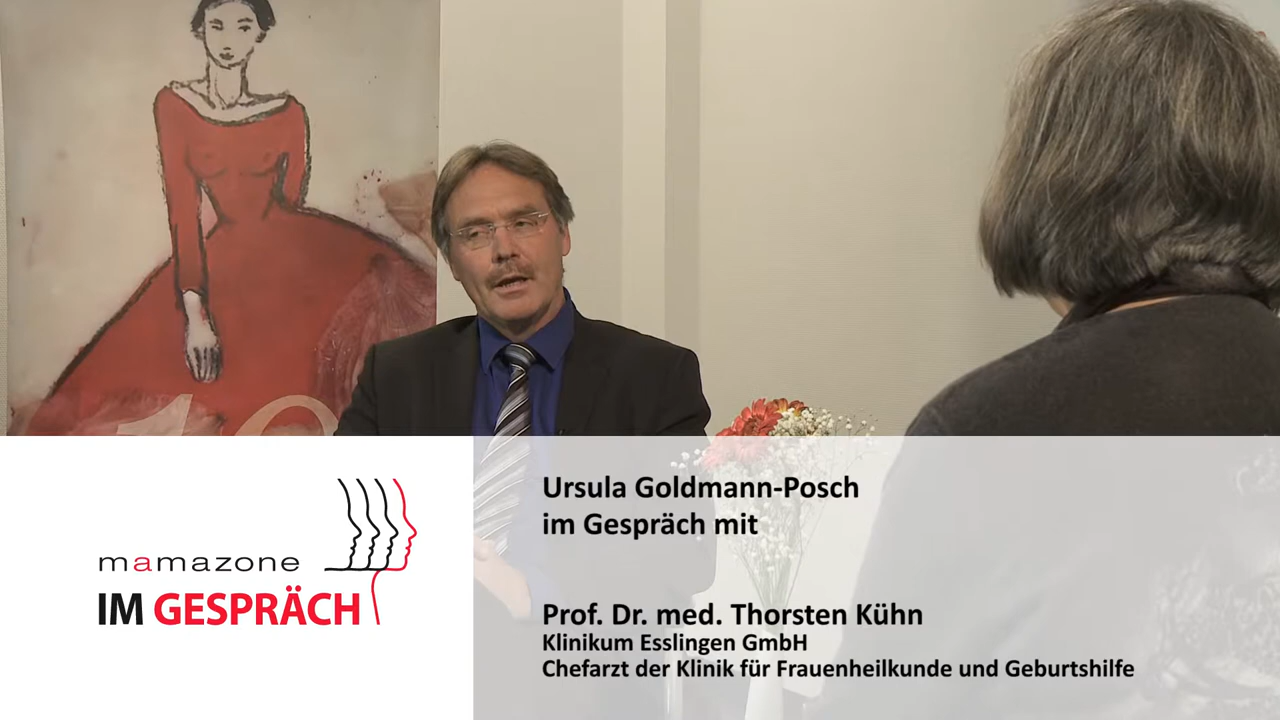 mamazone
IM GESPRÄCH
Ursula Goldmann-Posch
im Gespräch mit
Prof. Dr. med. Thorsten Kühn
Klinikum Esslingen GmbH
Chefarzt der Klinik für Frauenheilkunde und Geburtshilfe